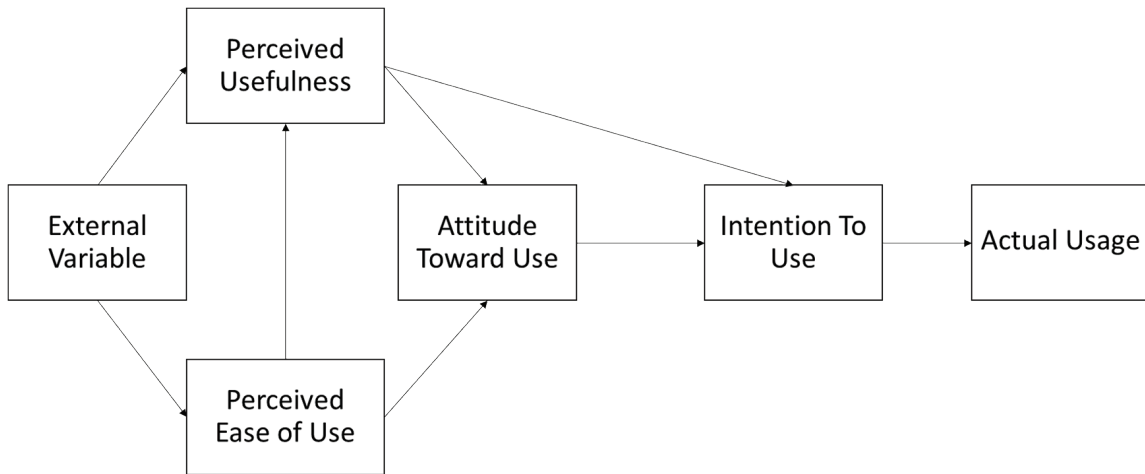 Perceived
Usefulness
External
Variable
Attitude
Toward Use
Intention To
Use
Actual Usage
Perceived
Ease of Use